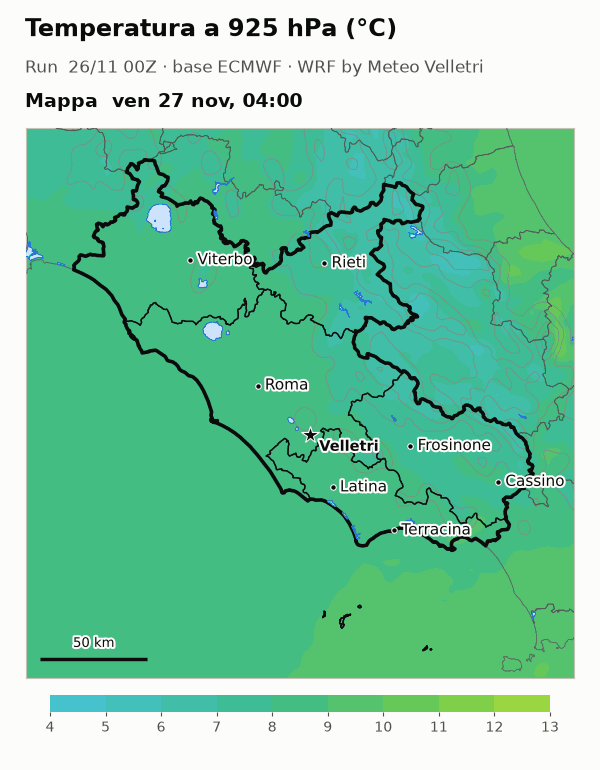 Temperatura a 925 hPa (°C)
Run  26/11 00Z · base ECMWF · WRF by Meteo Velletri
Mappa  ven 27 nov, 04:00
Viterbo
Rieti
Roma
Velletri
Frosinone
Latina
Cassino
Terracina
50 km
4 5 6 7 8 9 10 11 12 13